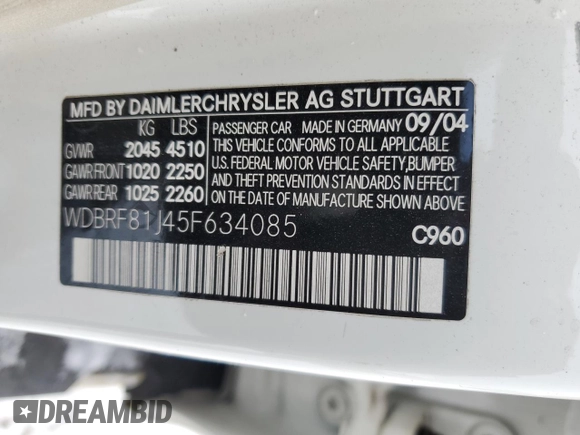 MFD BY DAIMLERCHRYSLER AG STUTTGART
KG LBS
GVWR 2045 4510
GAWR FRONT 1020 2250
GAWR REAR 1025 2260
PASSENGER CAR MADE IN GERMANY 09/04
THIS VEHICLE CONFORMS TO ALL APPLICABLE
U.S. FEDERAL MOTOR VEHICLE SAFETY,BUMPER
AND THEFT PREVENTION STANDARDS IN EFFECT
ON THE DATE OF MANUFACTURE SHOWN ABOVE.
WDBRF81J45F634085
C960
1
DREAMBID